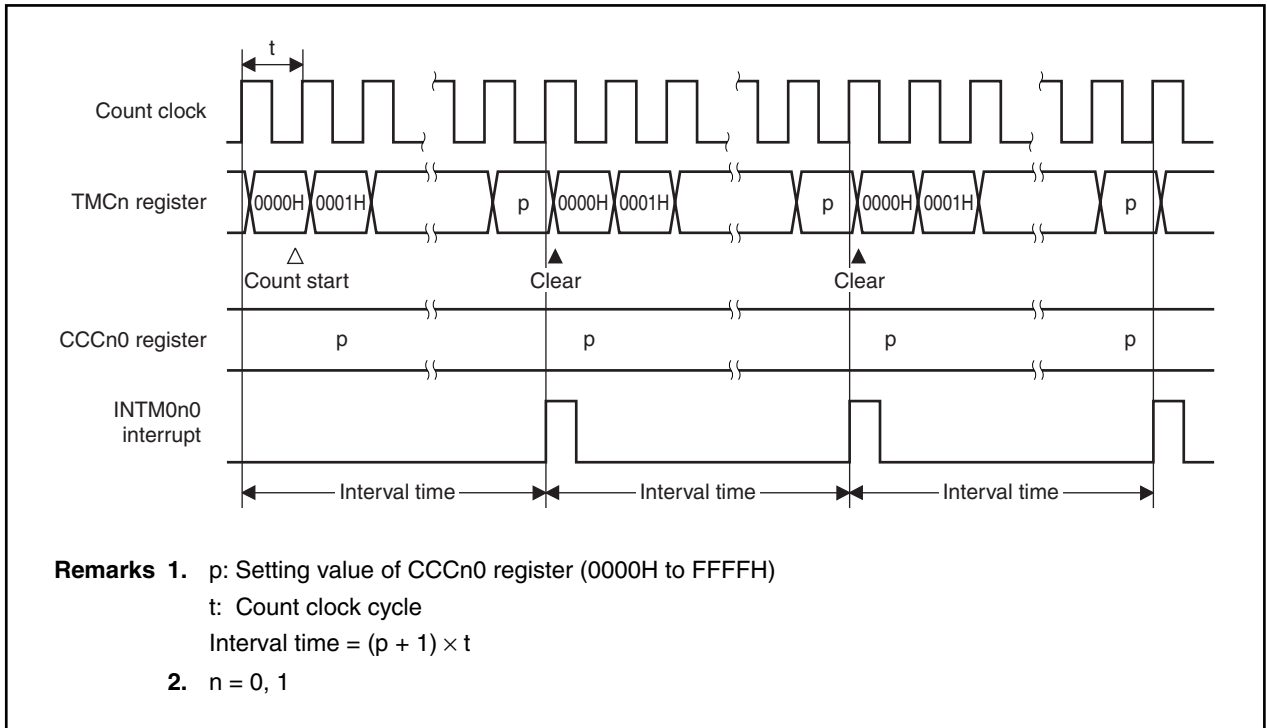 t
Count clock
TMCn register
0000H 0001H p 0000H 0001H p 0000H 0001H p
Count start Clear Clear
CCCn0 register
p p p p
INTM0n0
interrupt
Interval time Interval time Interval time
Remarks 1. p: Setting value of CCCn0 register (0000H to FFFFH)
t: Count clock cycle
Interval time = (p + 1) × t
2. n = 0, 1